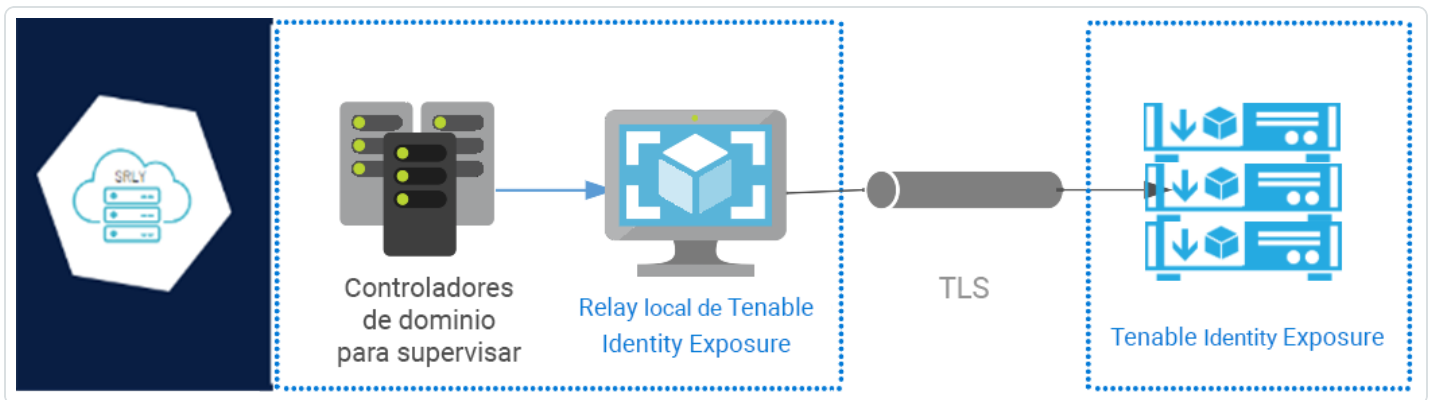 SRLY
Controladores
de dominio
para supervisar
Relay local de Tenable
Identity Exposure
TLS
Tenable Identity Exposure